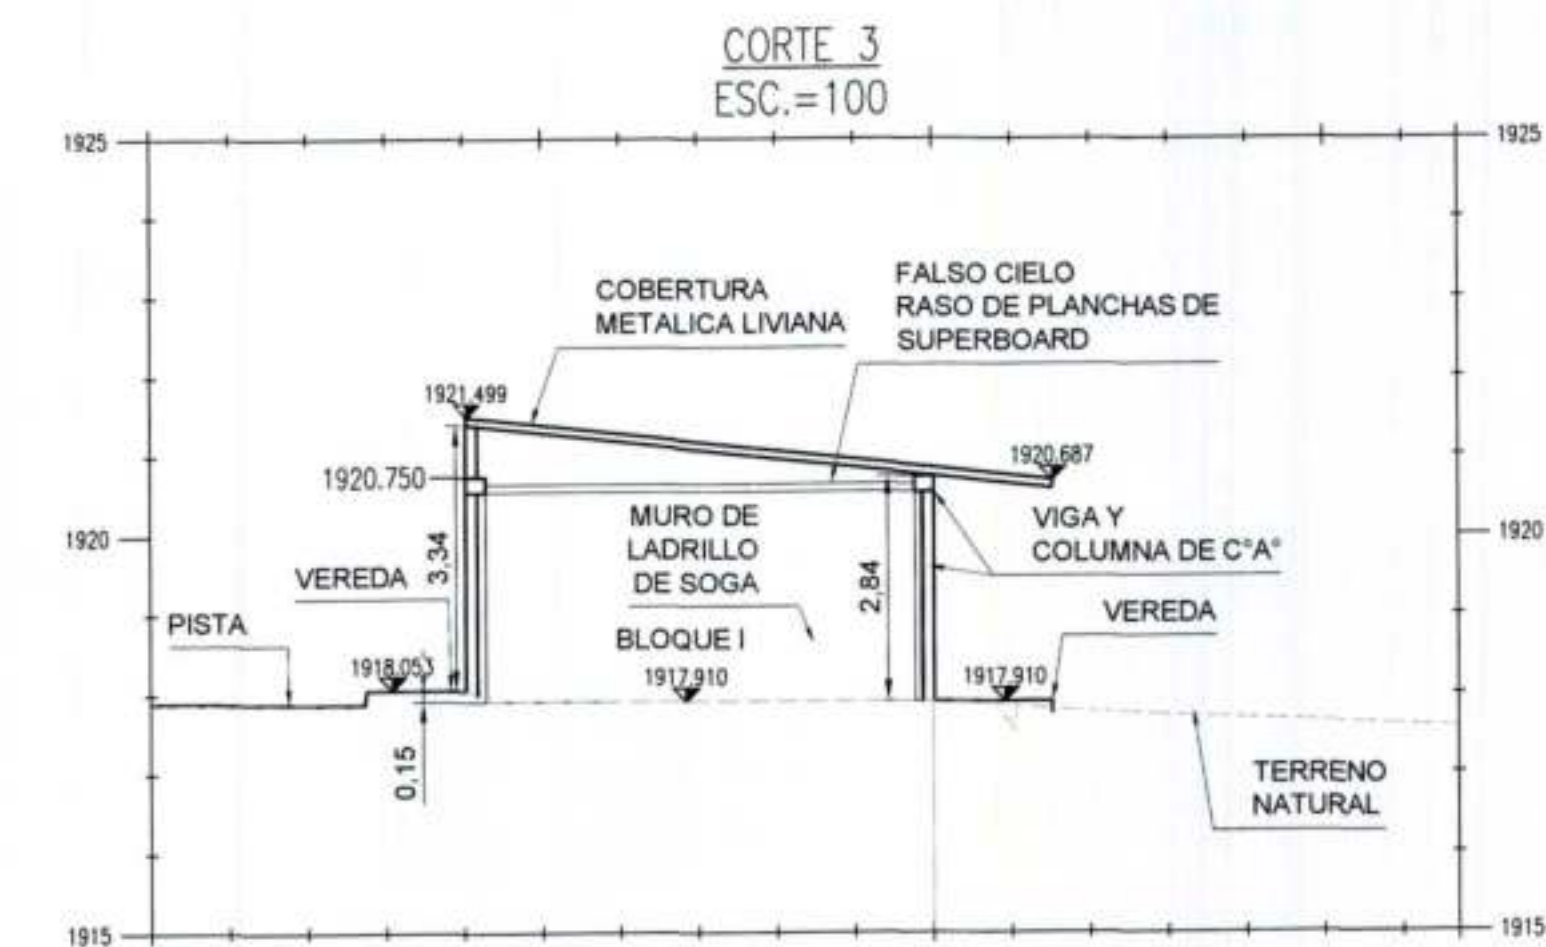 CORTE 3
ESC.=100
1925
1925
COBERTURA
METALICA LIVIANA
FALSO CIELO
RASO DE PLANCHAS DE
SUPERBOARD
1921.499
1920.687
1920.750
1920
1920
3,34
MURO DE
LADRILLO
DE SOGA
2,84
VIGA Y
COLUMNA DE C°A°
VEREDA
VEREDA
PISTA
BLOQUE I
1918.053
1917.910
1917.910
0,15
TERRENO
NATURAL
1915
1915